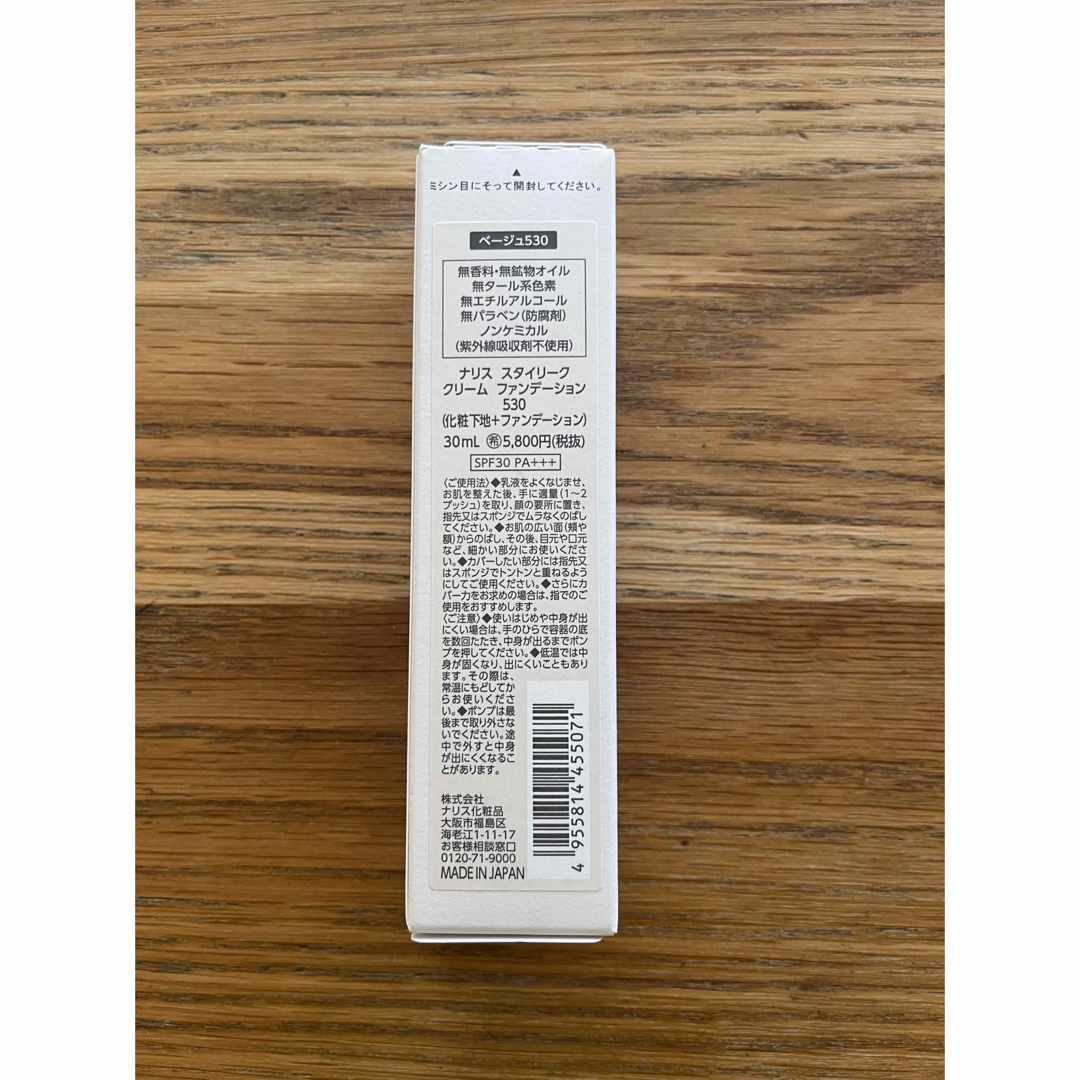 ▲
ミシン目にそって開封してください。
ベージュ530
無香料・無鉱物オイル
無タール系色素
無エチルアルコール
無パラベン(防腐剤)
ノンケミカル
(紫外線吸収剤不使用)
ナリス スタイリーク
クリーム ファンデーション
530
(化粧下地+ファンデーション)
30mL ㊝5,800円(税抜)
SPF30 PA+++
〈ご使用法〉◆乳液をよくなじませ、
お肌を整えた後、手に適量(1〜2
プッシュ)を取り、顔の要所に置き、
指先又はスポンジでムラなくのばし
てください。◆お肌の広い面(頬や
額)からのばし、その後、目元や口元
など、細かい部分にお使いくださ
い。◆カバーしたい部分には指先又
はスポンジでトントンと重ねるよう
にしてご使用ください。◆さらにカ
バー力をお求めの場合は、指でのご
使用をおすすめします。
〈ご注意〉◆使いはじめや中身が出
にくい場合は、手のひらで容器の底
を数回たたき、中身が出るまでポン
プを押してください。◆低温では中
身が固くなり、出にくいこともあり
ます。その際は、
常温にもどしてか
らお使いくださ
い。◆ポンプは最
後まで取り外さな
いでください。途
中で外すと中身
が出にくくなるこ
とがあります。
株式会社
ナリス化粧品
大阪市福島区
海老江1-11-17
お客様相談窓口
0120-71-9000
MADE IN JAPAN
4 955814 455071